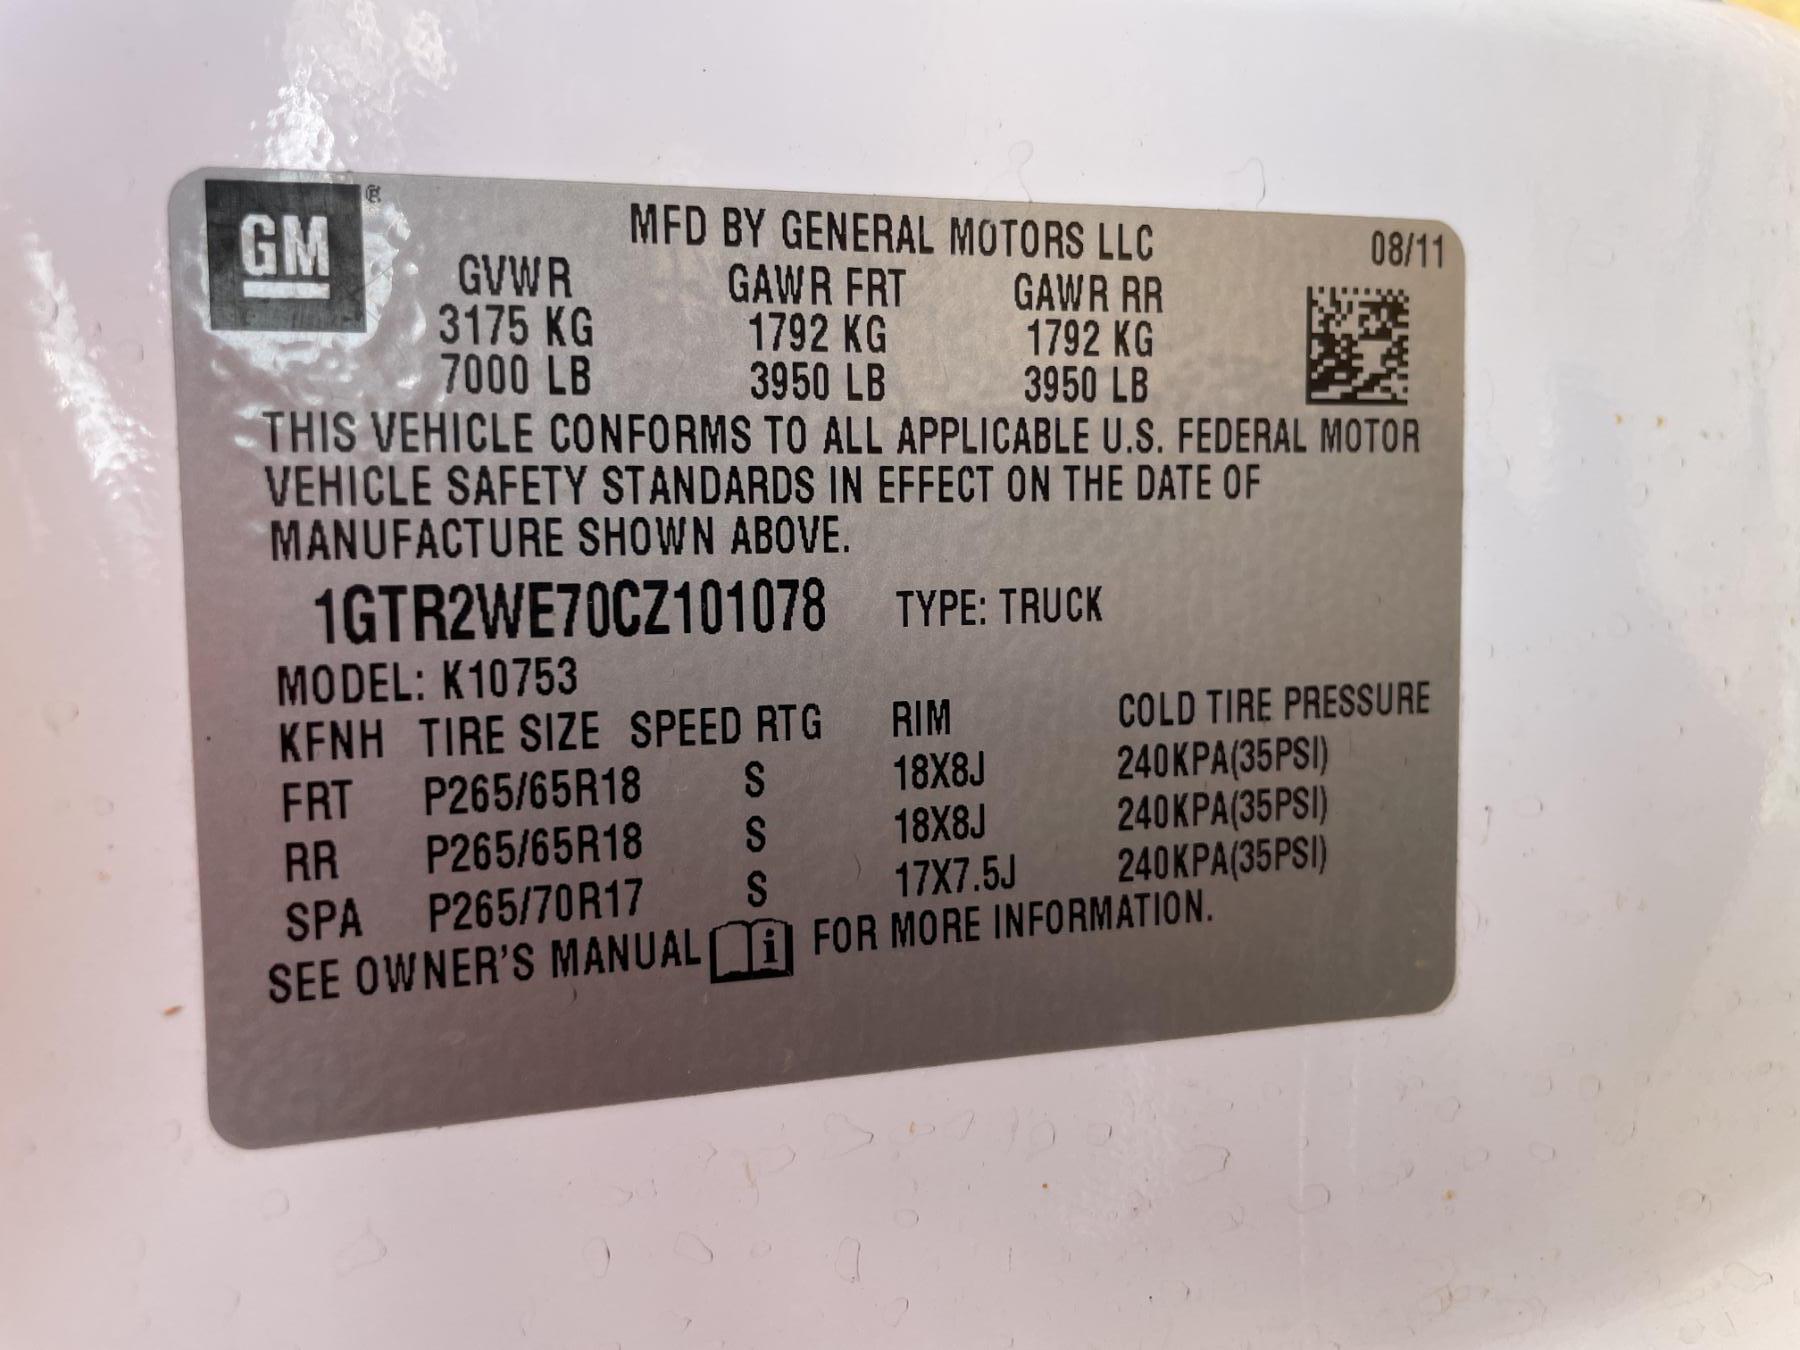 GM ®
MFD BY GENERAL MOTORS LLC 08/11
GVWR GAWR FRT GAWR RR
3175 KG 1792 KG 1792 KG
7000 LB 3950 LB 3950 LB
THIS VEHICLE CONFORMS TO ALL APPLICABLE U.S. FEDERAL MOTOR
VEHICLE SAFETY STANDARDS IN EFFECT ON THE DATE OF
MANUFACTURE SHOWN ABOVE.
1GTR2WE70CZ101078 TYPE: TRUCK
MODEL: K10753
KFNH TIRE SIZE SPEED RTG RIM COLD TIRE PRESSURE
FRT P265/65R18 S 18X8J 240KPA(35PSI)
RR P265/65R18 S 18X8J 240KPA(35PSI)
SPA P265/70R17 S 17X7.5J 240KPA(35PSI)
SEE OWNER'S MANUAL i FOR MORE INFORMATION.